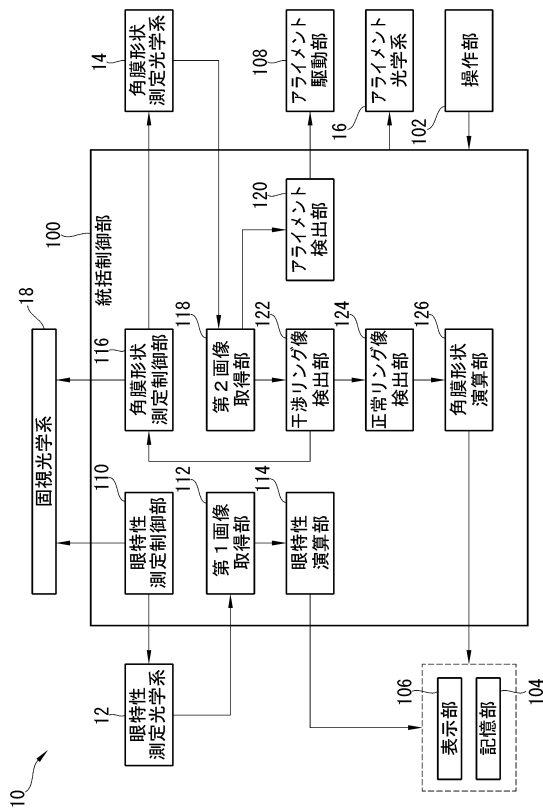 10
固視光学系
18
統括制御部
100
眼特性
測定光学系
12
眼特性
測定制御部
110
角膜形状
測定制御部
116
角膜形状
測定光学系
14
第1画像
取得部
112
第2画像
取得部
118
アライメント
検出部
120
アライメント
駆動部
108
眼特性
演算部
114
干渉リング像
検出部
122
アライメント
光学系
16
正常リング像
検出部
124
角膜形状
演算部
126
操作部
102
表示部
106
記憶部
104